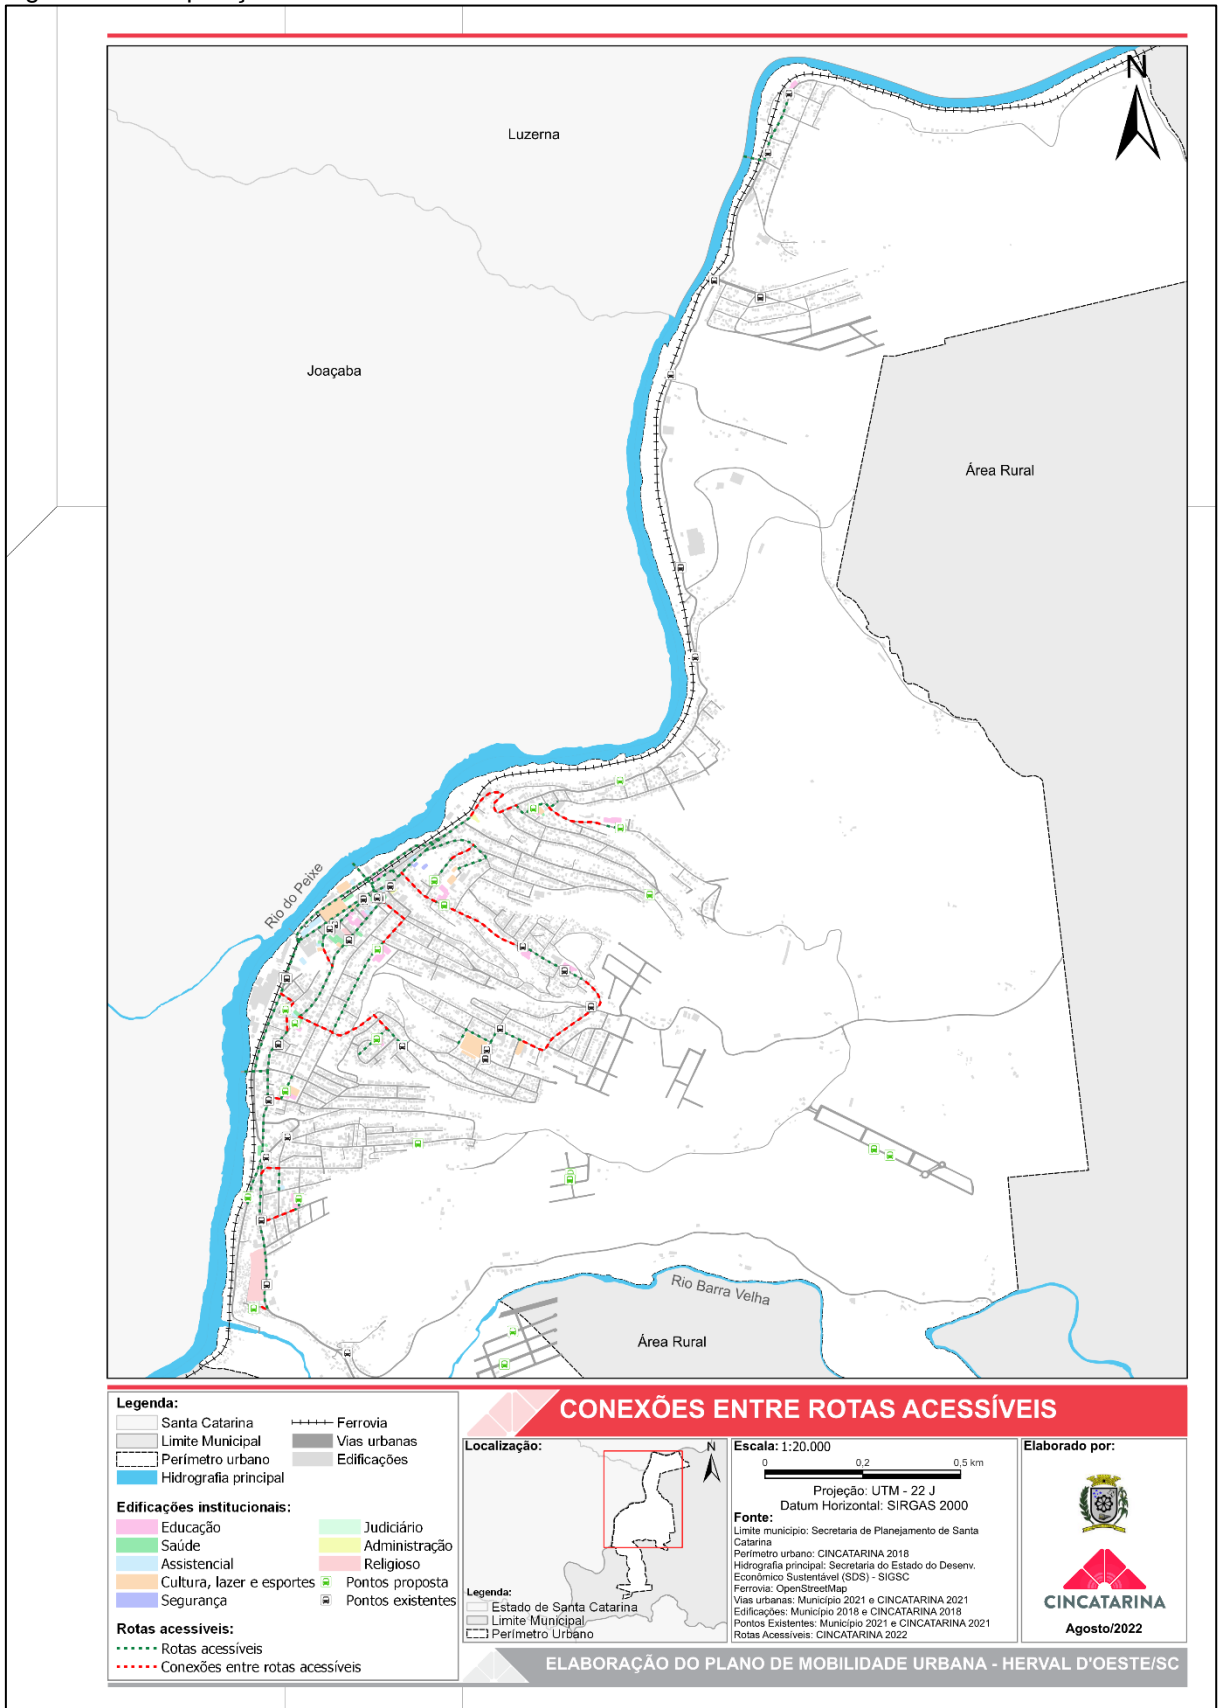 N
Luzerna
Joaçaba
Área Rural
Rio do Peixe
Rio Barra Velha
Área Rural
Legenda:
Santa Catarina
Limite Municipal
Perímetro urbano
Hidrografia principal
Ferrovia
Vias urbanas
Edificações
Edificações institucionais:
Educação
Saúde
Assistencial
Cultura, lazer e esportes
Segurança
Judiciário
Administração
Religioso
Pontos proposta
Pontos existentes
Rotas acessíveis:
Rotas acessíveis
Conexões entre rotas acessíveis
CONEXÕES ENTRE ROTAS ACESSÍVEIS
Localização:
N
Legenda:
Estado de Santa Catarina
Limite Municipal
Perímetro Urbano
Escala: 1:20.000
0 0,2 0,5 km
Projeção: UTM - 22 J
Datum Horizontal: SIRGAS 2000
Fonte:
Limite município: Secretaria de Planejamento de Santa
Catarina
Perímetro urbano: CINCATARINA 2018
Hidrografia principal: Secretaria do Estado do Desenv.
Econômico Sustentável (SDS) - SIGSC
Ferrovia: OpenStreetMap
Vias urbanas: Município 2021 e CINCATARINA 2021
Edificações: Município 2018 e CINCATARINA 2018
Pontos Existentes: Município 2021 e CINCATARINA 2021
Rotas Acessíveis: CINCATARINA 2022
Elaborado por:
CINCATARINA
Agosto/2022
ELABORAÇÃO DO PLANO DE MOBILIDADE URBANA - HERVAL D'OESTE/SC